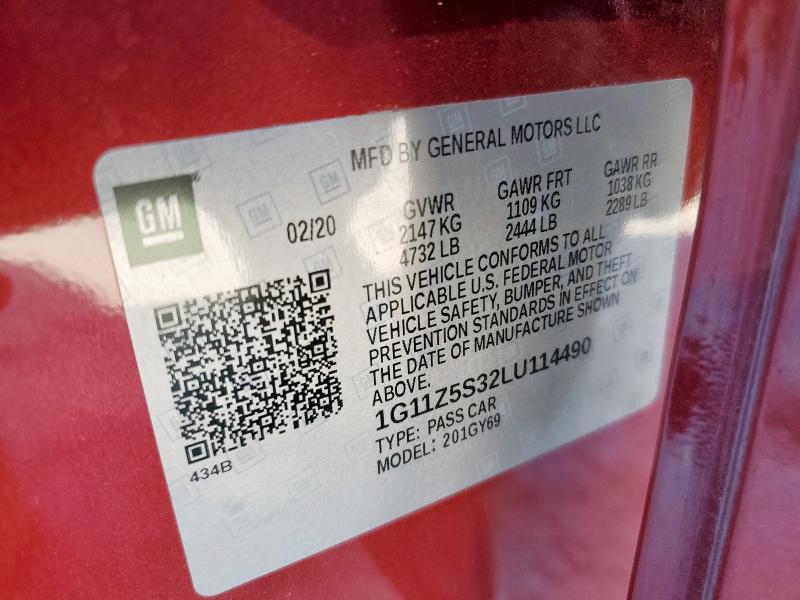 MFD BY GENERAL MOTORS LLC
GM
02/20
GVWR
2147 KG
4732 LB
GAWR FRT
1109 KG
2444 LB
GAWR RR
1038 KG
2289 LB
THIS VEHICLE CONFORMS TO ALL
APPLICABLE U.S. FEDERAL MOTOR
VEHICLE SAFETY, BUMPER, AND THEFT
PREVENTION STANDARDS IN EFFECT ON
THE DATE OF MANUFACTURE SHOWN
ABOVE.
1G11Z5S32LU114490
TYPE: PASS CAR
MODEL: 201GY69
434B